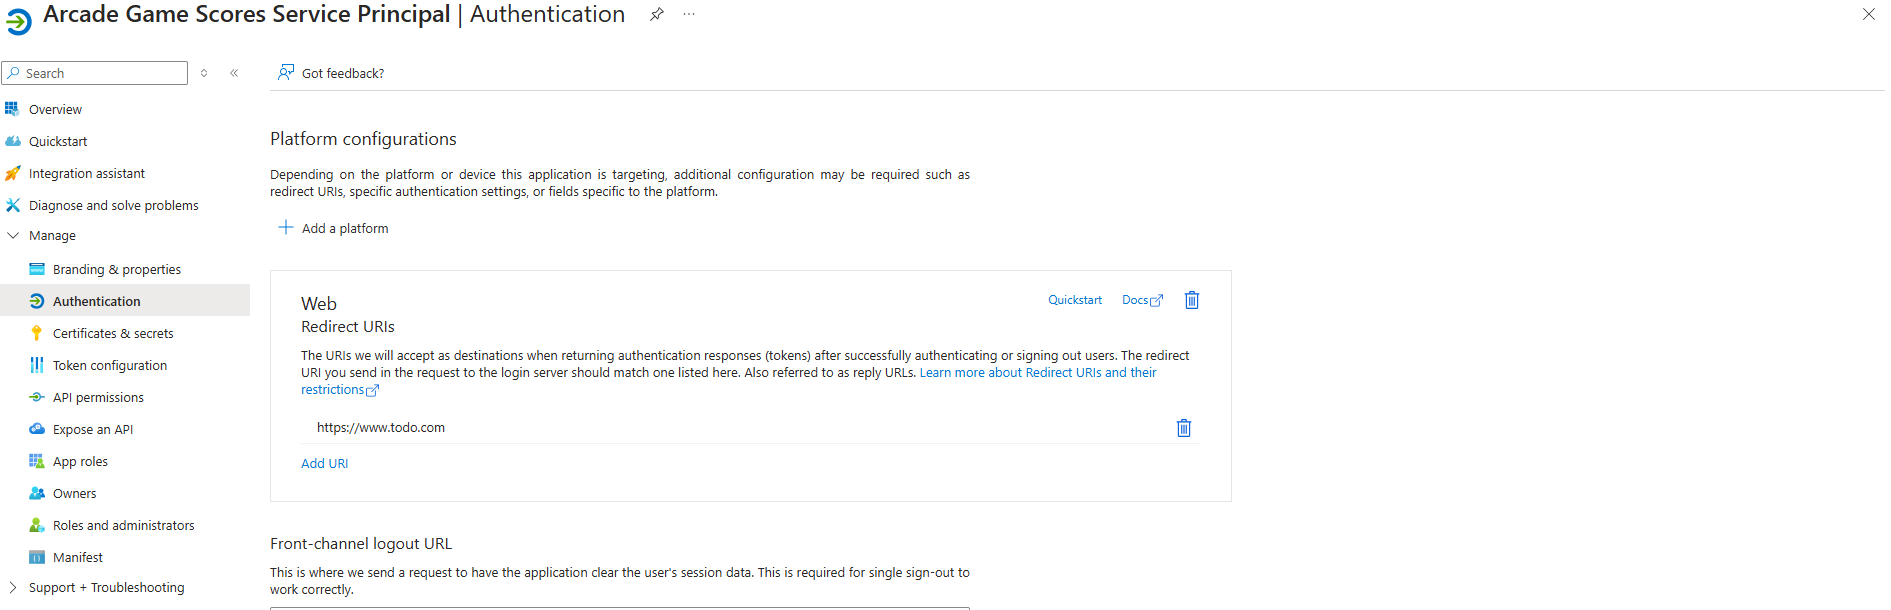 Arcade Game Scores Service Principal | Authentication
Search
Got feedback?
Overview
Quickstart
Integration assistant
Diagnose and solve problems
Manage
Branding & properties
Authentication
Certificates & secrets
Token configuration
API permissions
Expose an API
App roles
Owners
Roles and administrators
Manifest
Support + Troubleshooting
Platform configurations
Depending on the platform or device this application is targeting, additional configuration may be required such as
redirect URIs, specific authentication settings, or fields specific to the platform.
Add a platform
Web
Quickstart
Docs
Redirect URIs
The URIs we will accept as destinations when returning authentication responses (tokens) after successfully authenticating or signing out users. The redirect
URI you send in the request to the login server should match one listed here. Also referred to as reply URLs. Learn more about Redirect URIs and their
restrictions
https://www.todo.com
Add URI
Front-channel logout URL
This is where we send a request to have the application clear the user's session data. This is required for single sign-out to
work correctly.